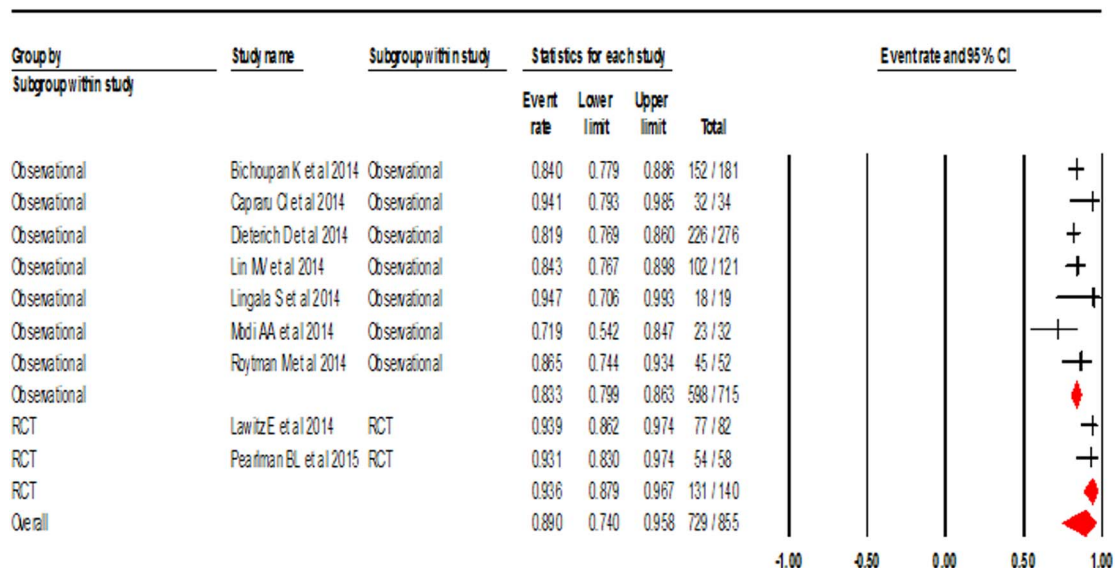 Group by Study name Subgroup within study Statistics for each study Event rate and 95% CI
Subgroup within study
Event Lower Upper
rate limit limit Total
Observational Bichoupan K et al 2014 Observational 0.840 0.779 0.886 152 / 181
Observational Capraru Cl et al 2014 Observational 0.941 0.793 0.985 32 / 34
Observational Dieterich D et al 2014 Observational 0.819 0.769 0.860 226 / 276
Observational Lin MV et al 2014 Observational 0.843 0.767 0.898 102 / 121
Observational Lingala S et al 2014 Observational 0.947 0.706 0.993 18 / 19
Observational Modi AA et al 2014 Observational 0.719 0.542 0.847 23 / 32
Observational Roytman M et al 2014 Observational 0.865 0.744 0.934 45 / 52
Observational 0.833 0.799 0.863 598 / 715
RCT Lawitz E et al 2014 RCT 0.939 0.862 0.974 77 / 82
RCT Pearlman BL et al 2015 RCT 0.931 0.830 0.974 54 / 58
RCT 0.936 0.879 0.967 131 / 140
Overall 0.890 0.740 0.958 729 / 855
-1.00 -0.50 0.00 0.50 1.00